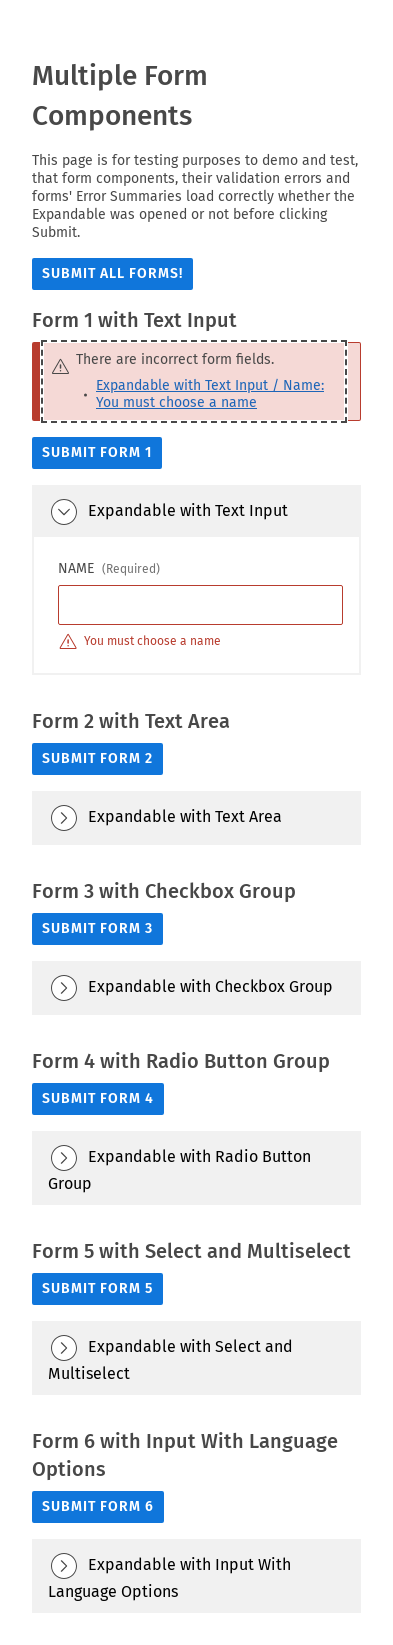 Multiple Form
Components
This page is for testing purposes to demo and test,
that form components, their validation errors and
forms' Error Summaries load correctly whether the
Expandable was opened or not before clicking
Submit.
SUBMIT ALL FORMS!
Form 1 with Text Input
There are incorrect form fields.
• Expandable with Text Input / Name:
You must choose a name
SUBMIT FORM 1
Expandable with Text Input
NAME (Required)
You must choose a name
Form 2 with Text Area
SUBMIT FORM 2
Expandable with Text Area
Form 3 with Checkbox Group
SUBMIT FORM 3
Expandable with Checkbox Group
Form 4 with Radio Button Group
SUBMIT FORM 4
Expandable with Radio Button
Group
Form 5 with Select and Multiselect
SUBMIT FORM 5
Expandable with Select and
Multiselect
Form 6 with Input With Language
Options
SUBMIT FORM 6
Expandable with Input With
Language Options